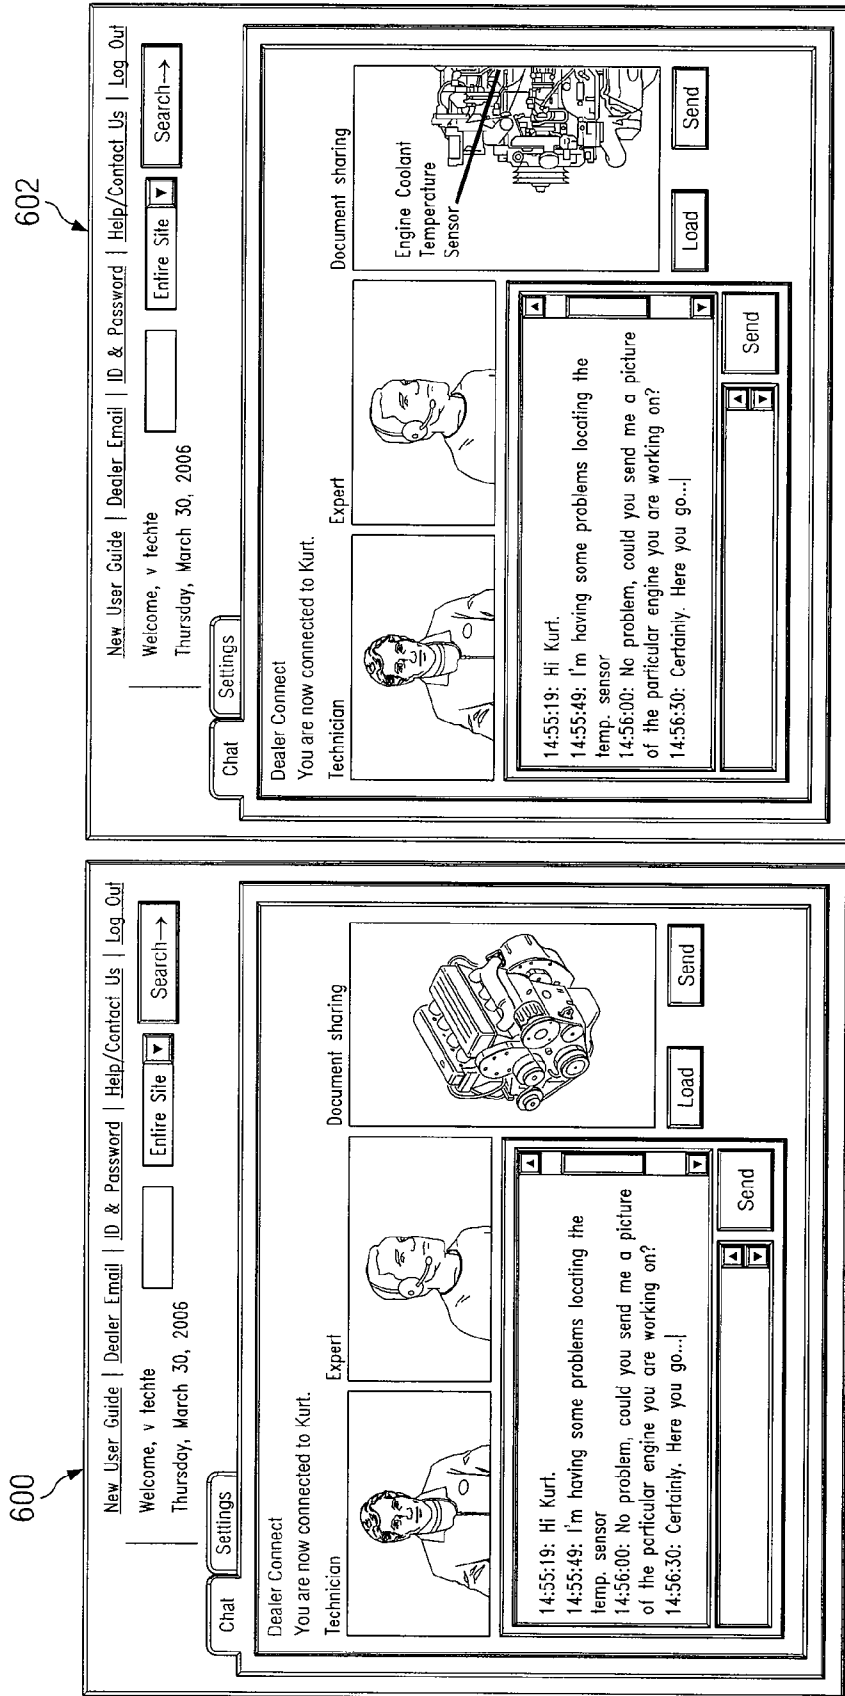 600
New User Guide | Dealer Email | ID & Password | Help/Contact Us | Log Out
Welcome, v techte
Entire Site ▼
Search→
Thursday, March 30, 2006
Chat
Settings
Dealer Connect
You are now connected to Kurt.
Technician
Expert
Document sharing
14:55:19: Hi Kurt.
14:55:49: I'm having some problems locating the
temp. sensor
14:56:00: No problem, could you send me a picture
of the particular engine you are working on?
14:56:30: Certainly. Here you go...|
Load
Send
Send
602
New User Guide | Dealer Email | ID & Password | Help/Contact Us | Log Out
Welcome, v techte
Entire Site ▼
Search→
Thursday, March 30, 2006
Chat
Settings
Dealer Connect
You are now connected to Kurt.
Technician
Expert
Document sharing
Engine Coolant
Temperature
Sensor
14:55:19: Hi Kurt.
14:55:49: I'm having some problems locating the
temp. sensor
14:56:00: No problem, could you send me a picture
of the particular engine you are working on?
14:56:30: Certainly. Here you go...|
Load
Send
Send